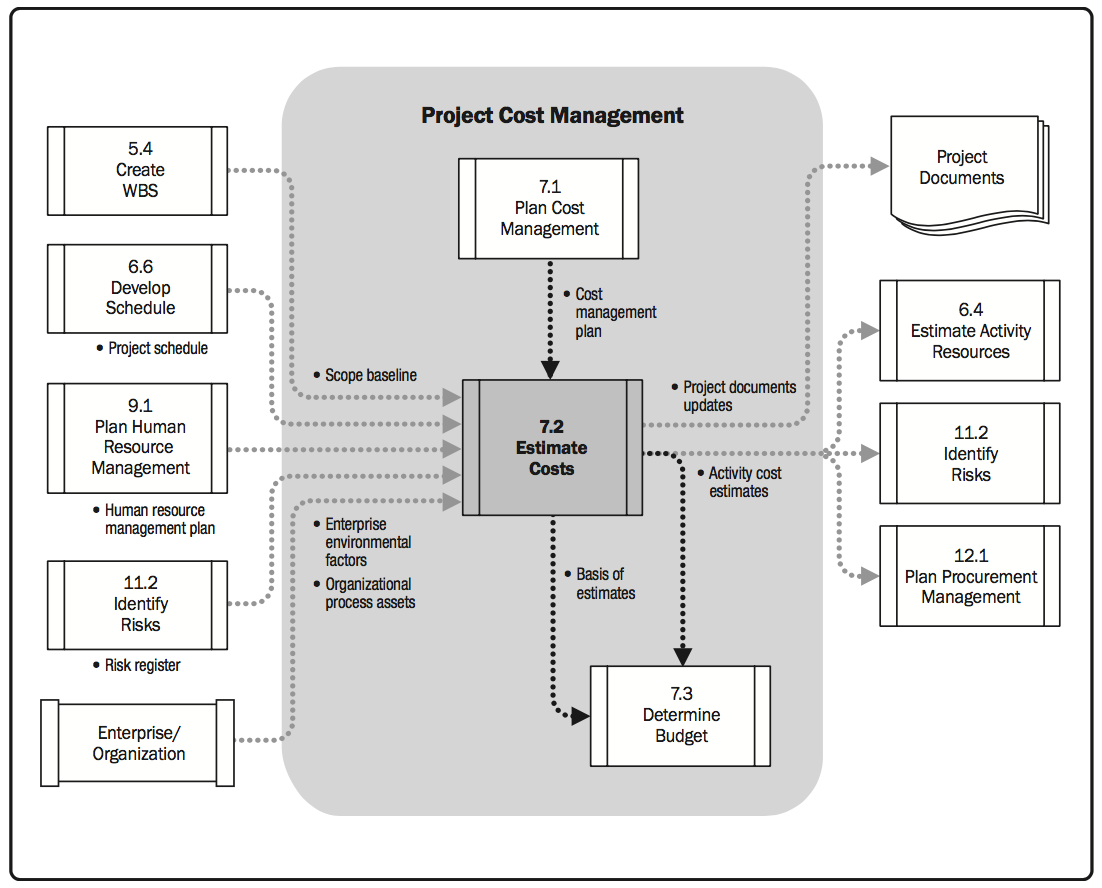 Project Cost Management
5.4
Create
WBS
6.6
Develop
Schedule
• Project schedule
9.1
Plan Human
Resource
Management
• Human resource
management plan
11.2
Identify
Risks
• Risk register
Enterprise/
Organization
7.1
Plan Cost
Management
• Cost
management
plan
• Scope baseline
7.2
Estimate
Costs
• Enterprise
environmental
factors
• Organizational
process assets
• Project documents
updates
• Activity cost
estimates
• Basis of
estimates
7.3
Determine
Budget
Project
Documents
6.4
Estimate Activity
Resources
11.2
Identify
Risks
12.1
Plan Procurement
Management